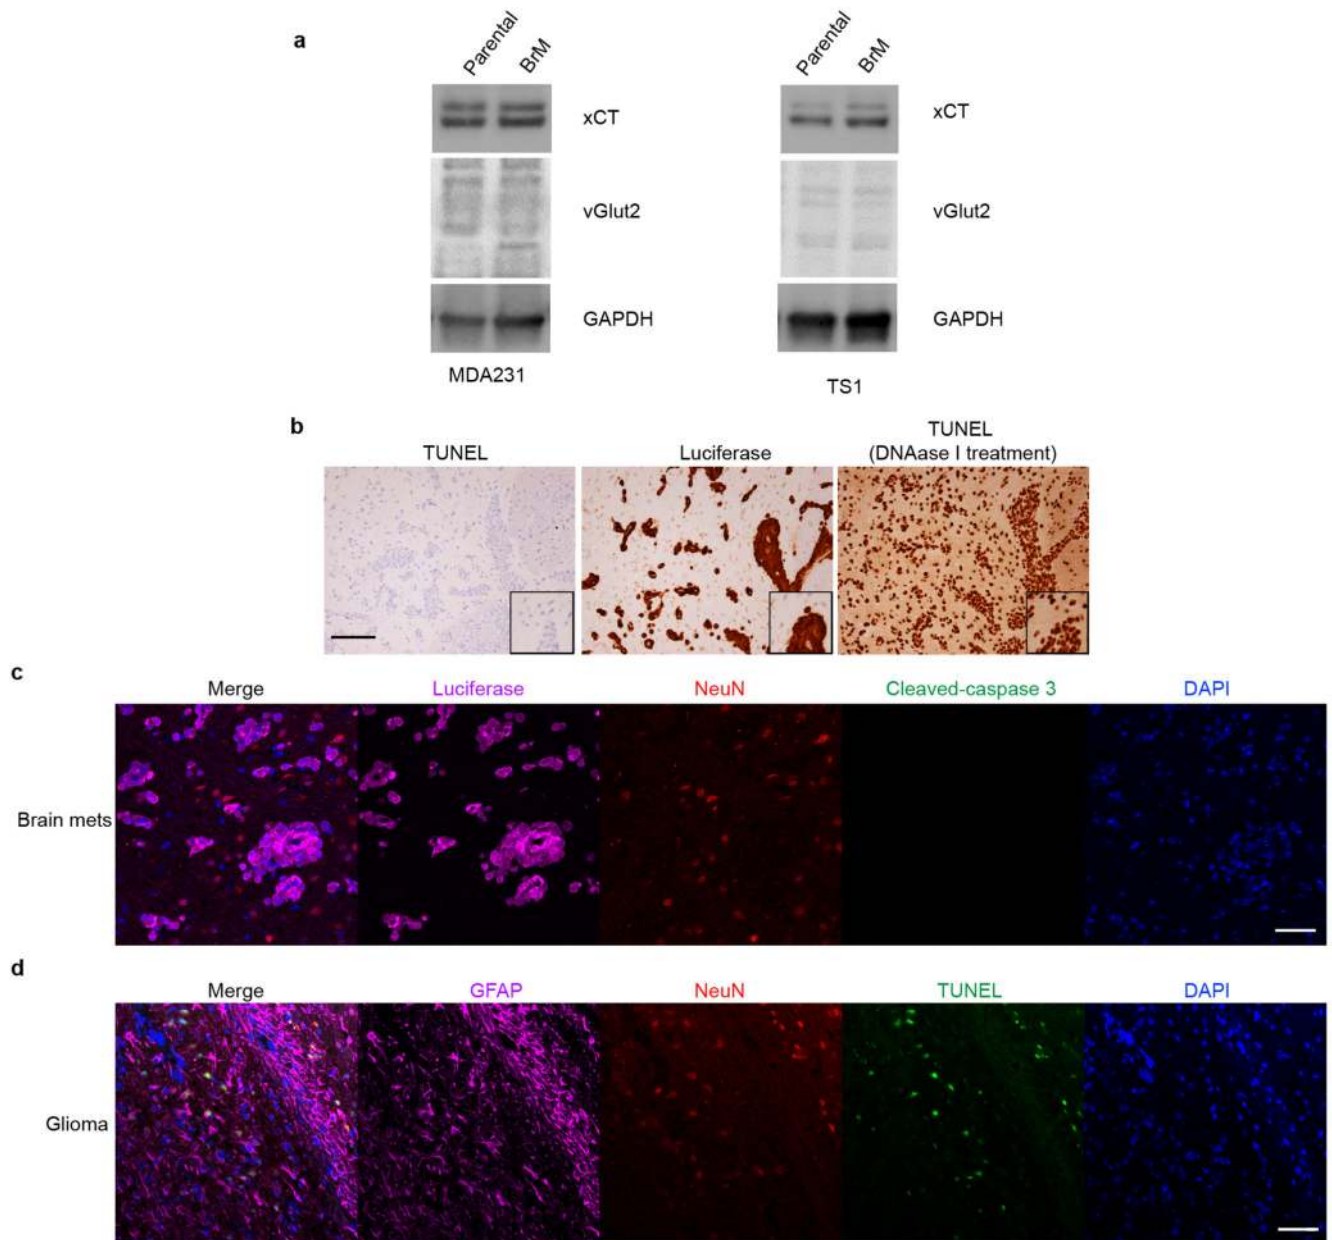 a
Parental BrM
Parental BrM
xCT
xCT
vGlut2
vGlut2
GAPDH
GAPDH
MDA231
TS1
b
TUNEL
Luciferase
TUNEL
(DNAase I treatment)
c
Merge Luciferase NeuN Cleaved-caspase 3 DAPI
Brain mets
d
Merge GFAP NeuN TUNEL DAPI
Glioma